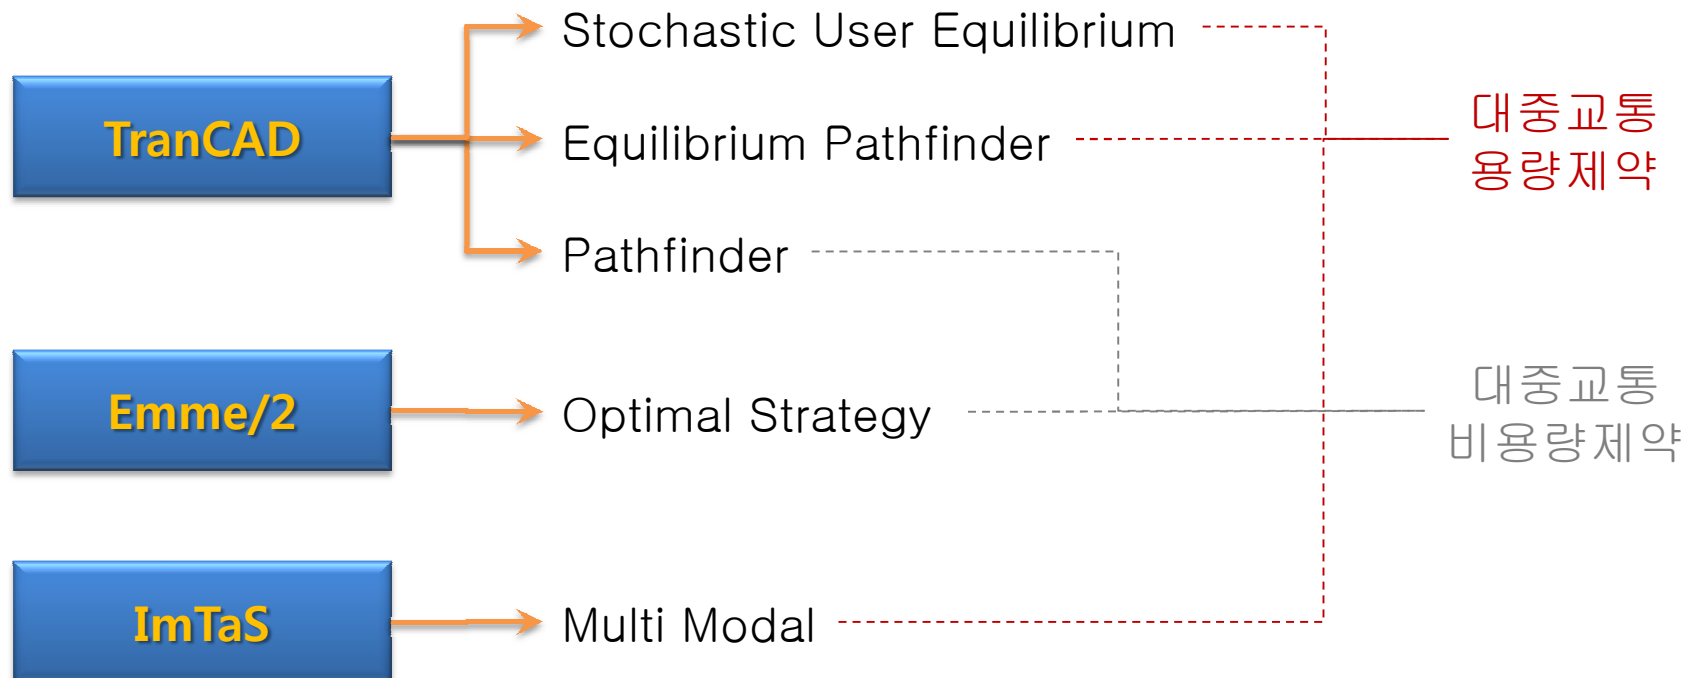 Stochastic User Equilibrium
TranCAD
Equilibrium Pathfinder
대중교통
용량제약
Pathfinder
Emme/2
Optimal Strategy
대중교통
비용량제약
ImTaS
Multi Modal